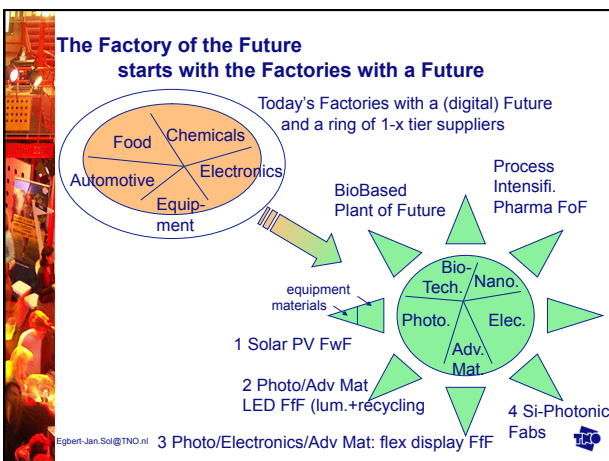 The Factory of the Future
starts with the Factories with a Future
Today's Factories with a (digital) Future
and a ring of 1-x tier suppliers
Food
Chemicals
Automotive
Electronics
Equip-
ment
BioBased
Plant of Future
Process
Intensifi.
Pharma FoF
equipment
materials
Bio-
Tech.
Nano.
Photo.
Elec.
Adv.
Mat.
1 Solar PV FwF
2 Photo/Adv Mat
LED FfF (lum.+recycling
4 Si-Photonic
Fabs
3 Photo/Electronics/Adv Mat: flex display FfF
Egbert-Jan.Sol@TNO.nl
TNO